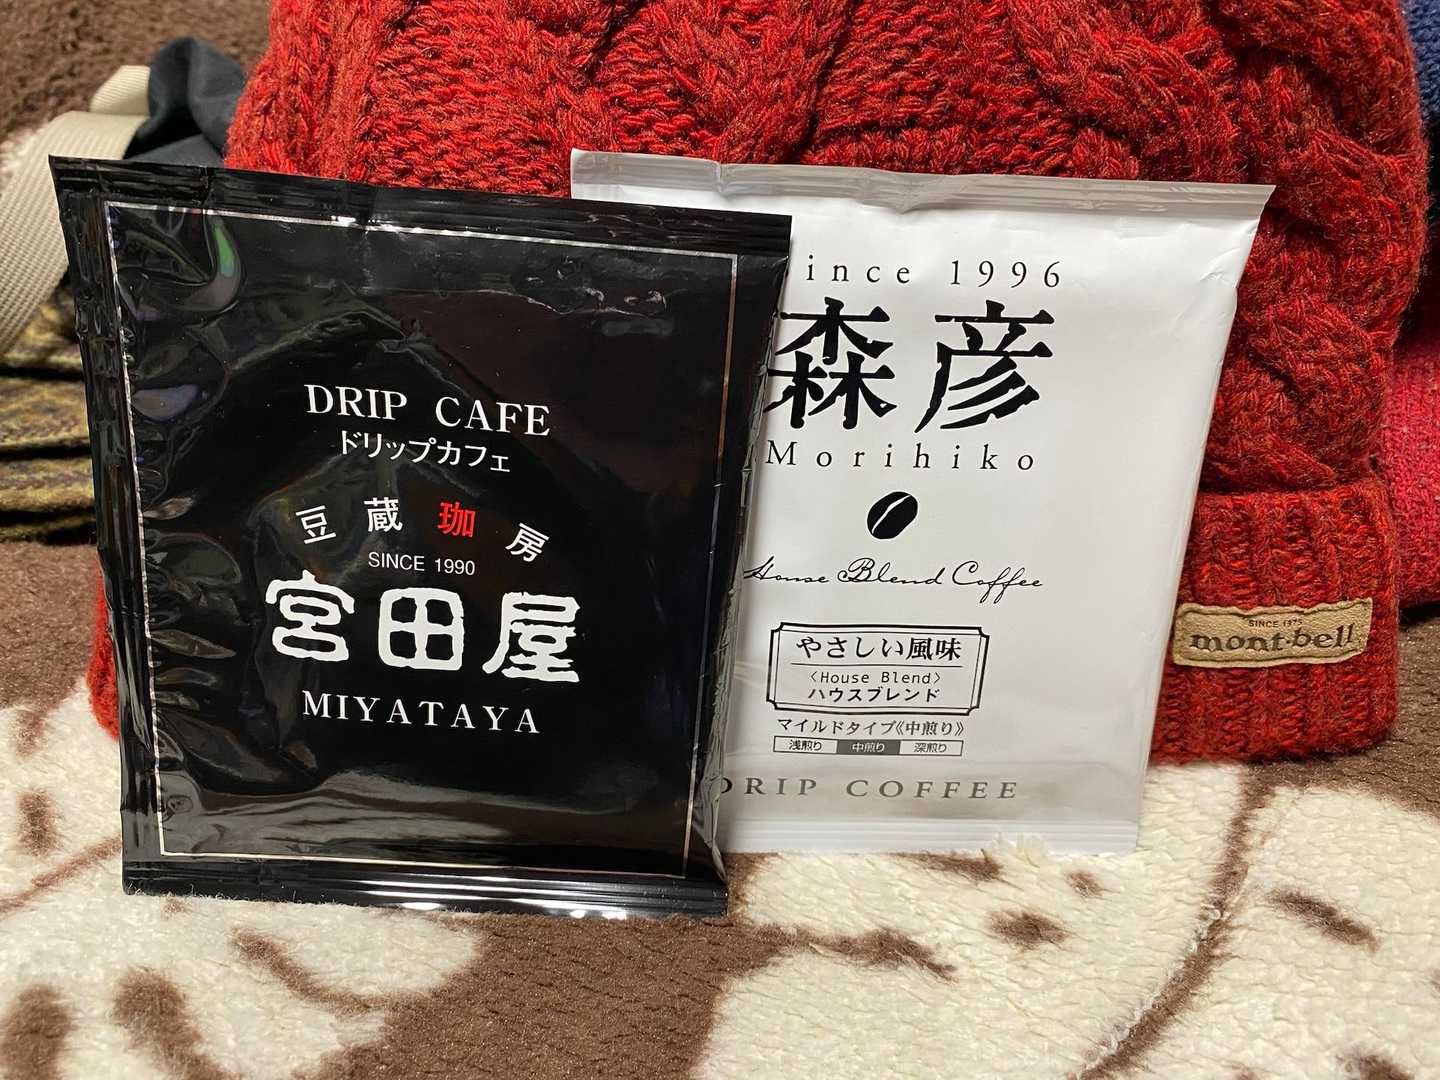 DRIP CAFE
ドリップカフェ
豆蔵珈房
SINCE 1990
宮田屋
MIYATAYA
ince 1996
森彦
Morihiko
House Blend Coffee
やさしい風味
〈House Blend〉
ハウスブレンド
マイルドタイプ《中煎り》
浅煎り 中煎り 深煎り
DRIP COFFEE
SINCE 1975
mont-bell